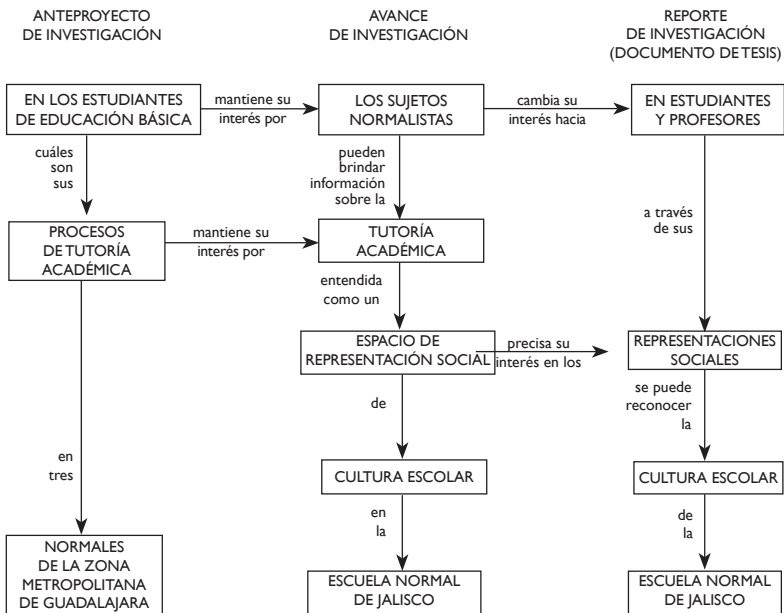 ANTEPROYECTO
DE INVESTIGACIÓN
AVANCE
DE INVESTIGACIÓN
REPORTE
DE INVESTIGACIÓN
(DOCUMENTO DE TESIS)
EN LOS ESTUDIANTES
DE EDUCACIÓN BÁSICA
mantiene su
interés por
LOS SUJETOS
NORMALISTAS
cambia su
interés hacia
EN ESTUDIANTES
Y PROFESORES
cuáles
son
sus
pueden
brindar
información
sobre la
a través
de sus
PROCESOS
DE TUTORÍA
ACADÉMICA
mantiene su
interés por
TUTORÍA
ACADÉMICA
entendida
como un
ESPACIO DE
REPRESENTACIÓN SOCIAL
precisa su
interés en los
REPRESENTACIONES
SOCIALES
en
tres
de
se puede
reconocer
la
CULTURA ESCOLAR
CULTURA ESCOLAR
en
la
de
la
NORMALES
DE LA ZONA
METROPOLITANA
DE GUADALAJARA
ESCUELA NORMAL
DE JALISCO
ESCUELA NORMAL
DE JALISCO